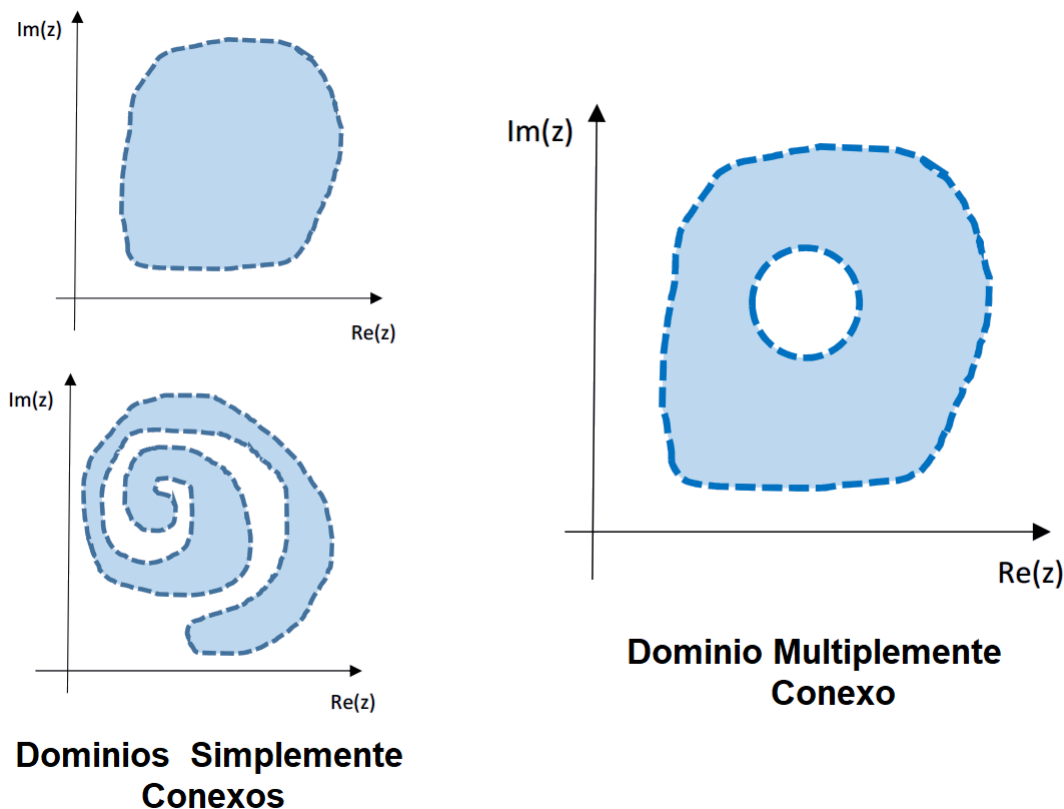 Im(z)
Re(z)
Im(z)
Re(z)
Dominios Simplemente
Conexos
Im(z)
Re(z)
Dominio Multiplemente
Conexo